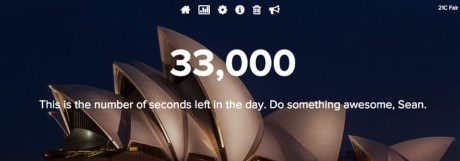 21C Fair
33,000
This is the number of seconds left in the day. Do something awesome, Sean.